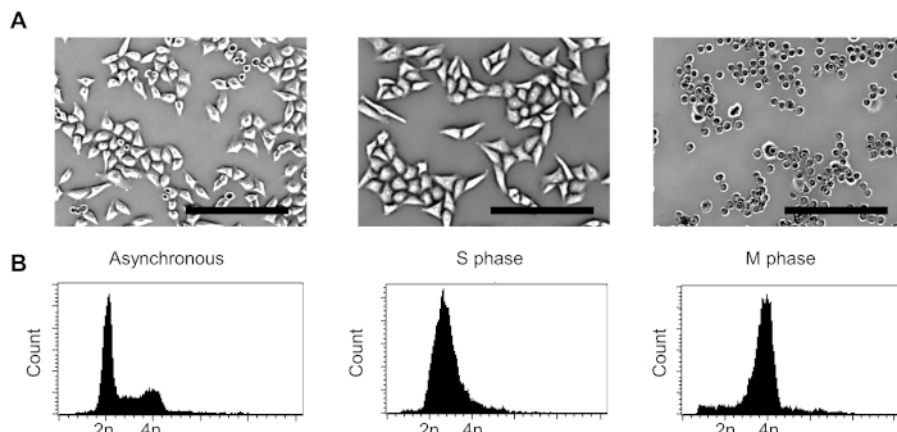 A
B
Asynchronous
S phase
M phase
Count
Count
Count
2n 4n
2n 4n
2n 4n